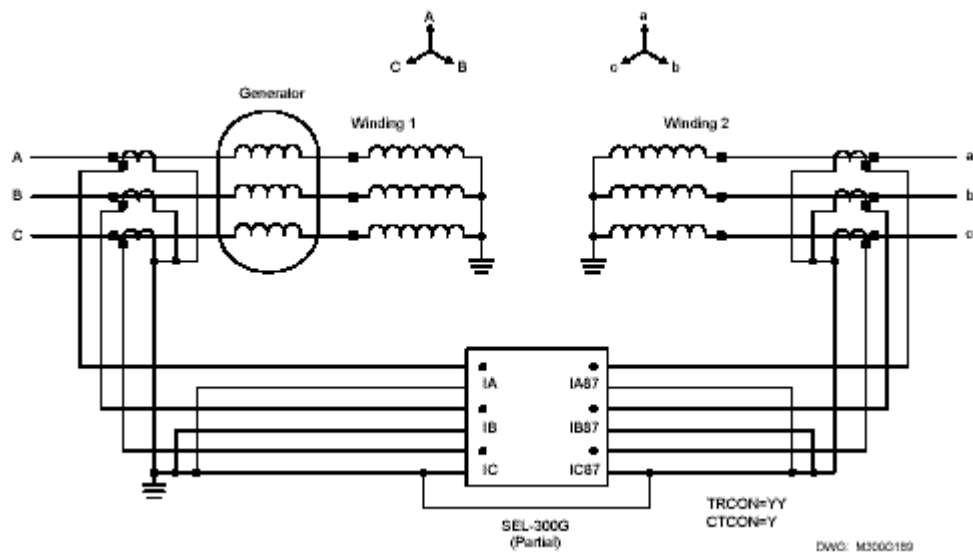 A
a
C B
c b
Generator
Winding 1
Winding 2
A
a
B
b
C
c
IA
IA87
IB
IB87
IC
IC87
TRCON=YY
CTCON=Y
SEL-300G
(Partial)
DWG: M300G189